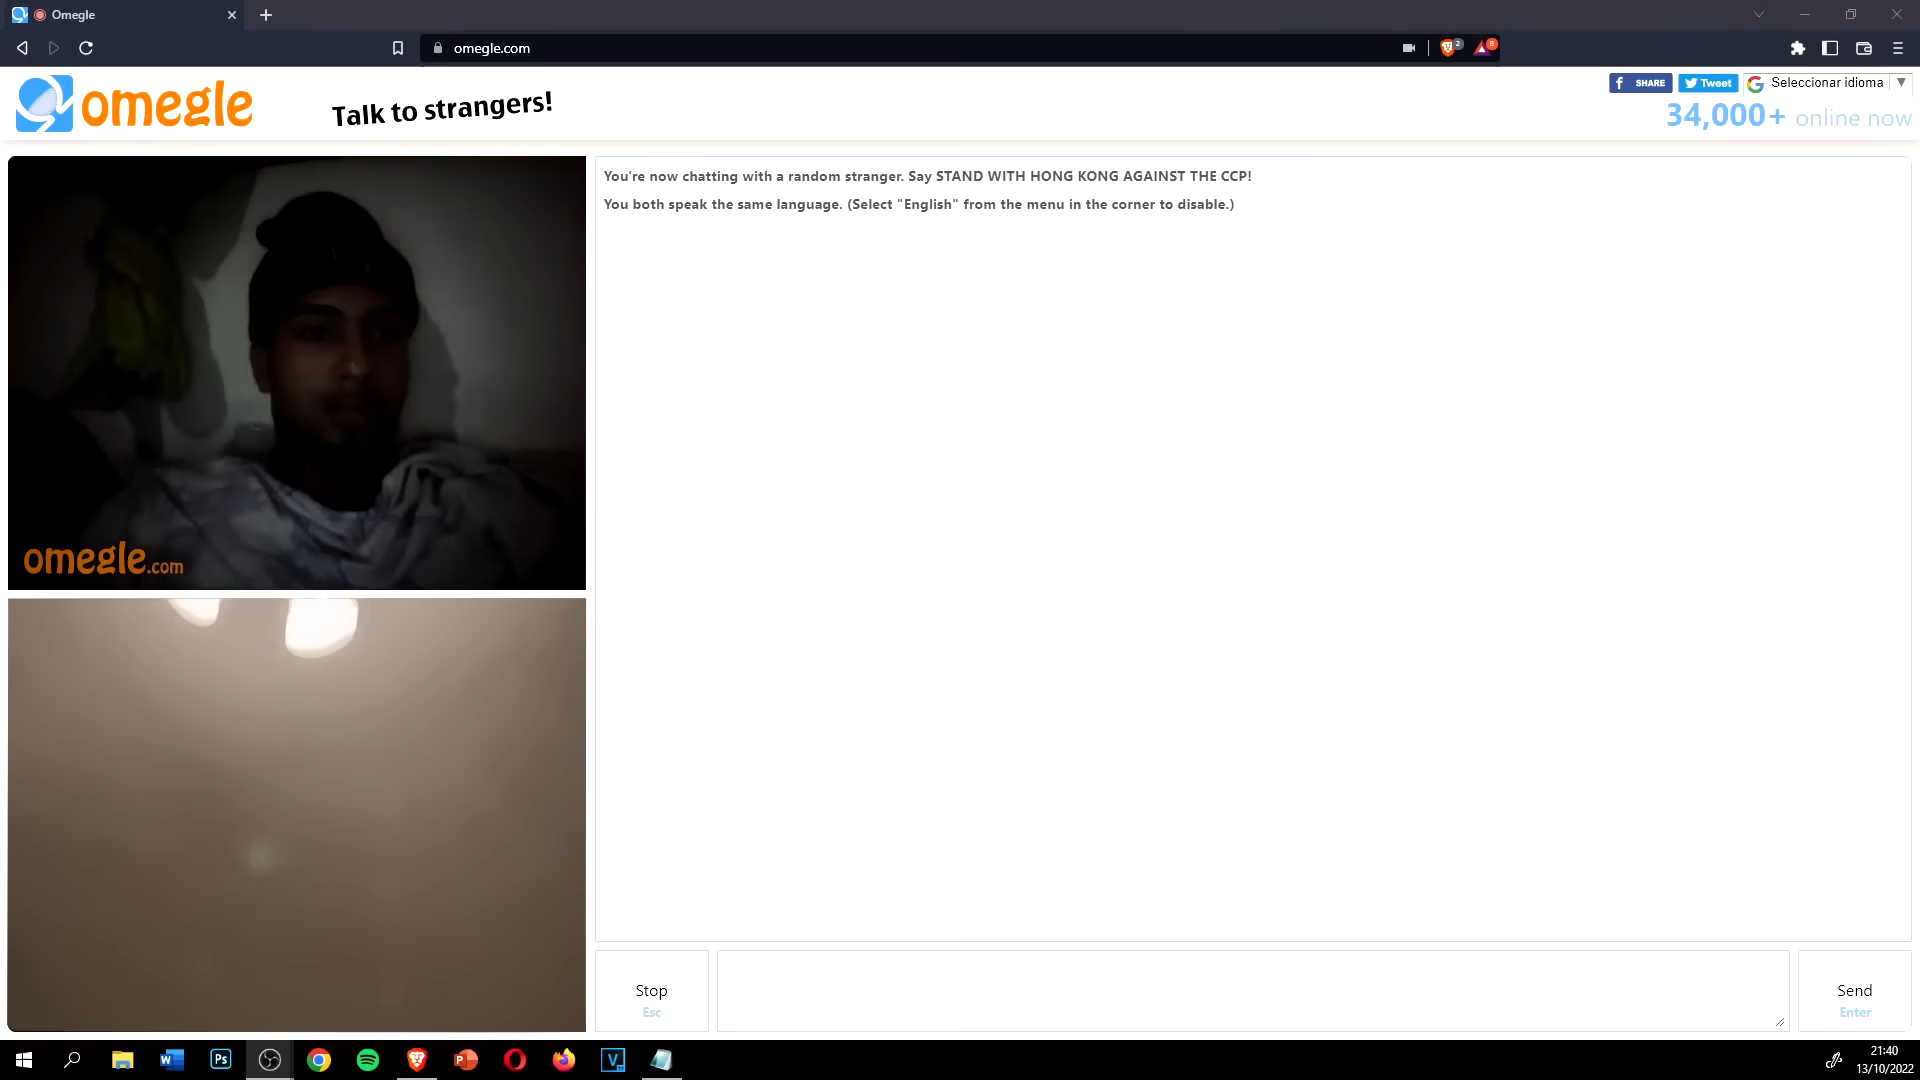 Omegle
omegle.com
2
8
omegle
Talk to strangers!
SHARE
Tweet
Seleccionar idioma
34,000+ online now
You're now chatting with a random stranger. Say STAND WITH HONG KONG AGAINST THE CCP!
You both speak the same language. (Select "English" from the menu in the corner to disable.)
omegle.com
Stop
Esc
Send
Enter
21:40
13/10/2022